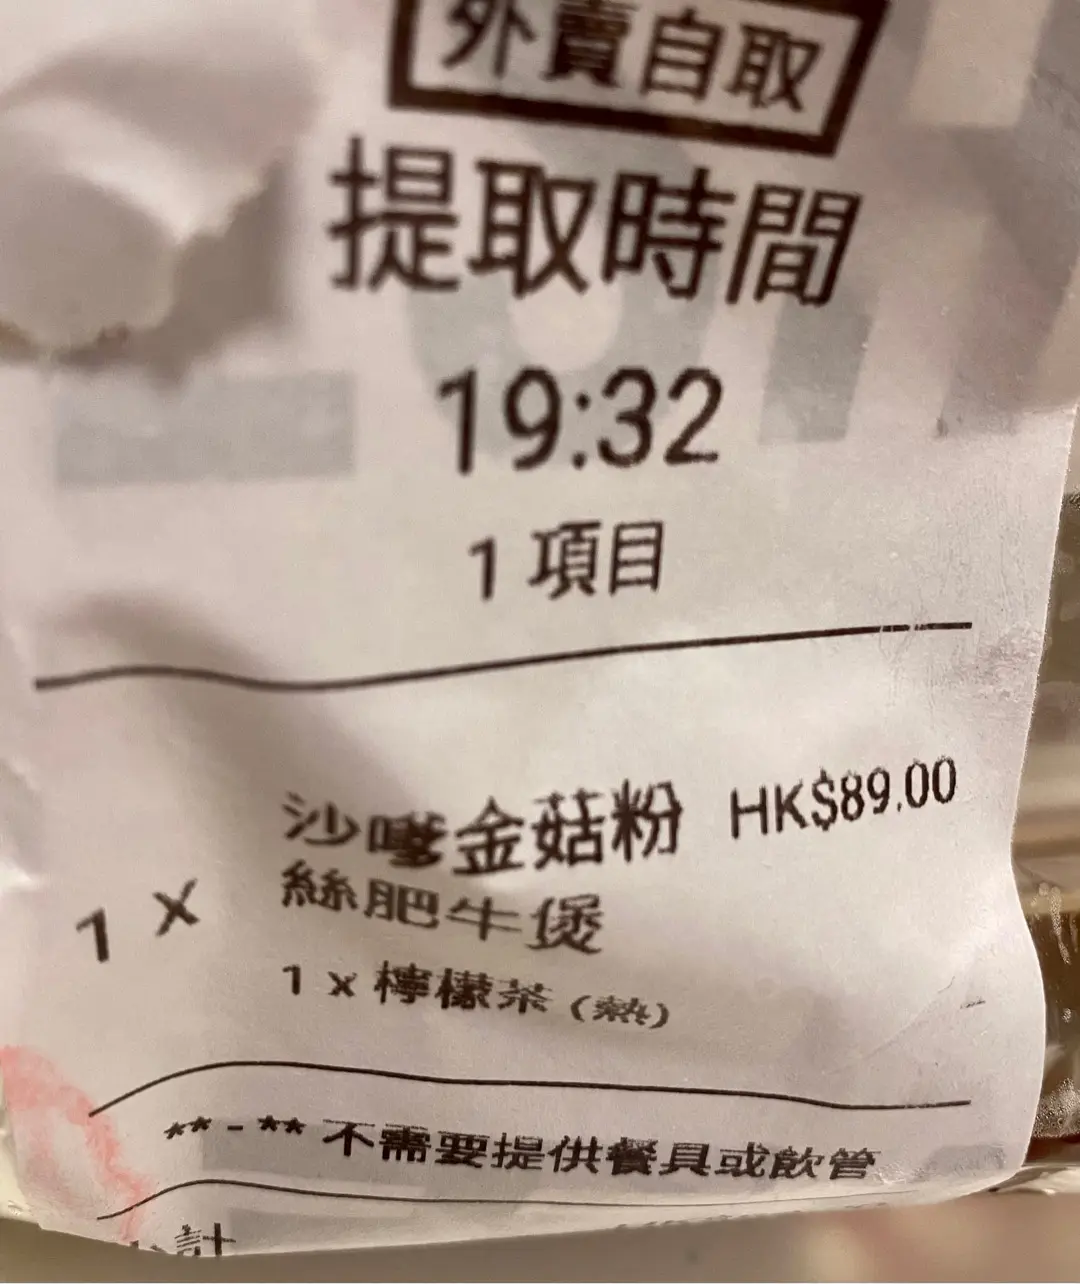 外賣自取
提取時間
19:32
1 項目
1 X 沙嗲金菇粉 HK$89.00
絲肥牛煲
1 x 檸檬茶 (熱)
** - ** 不需要提供餐具或飲管
小計